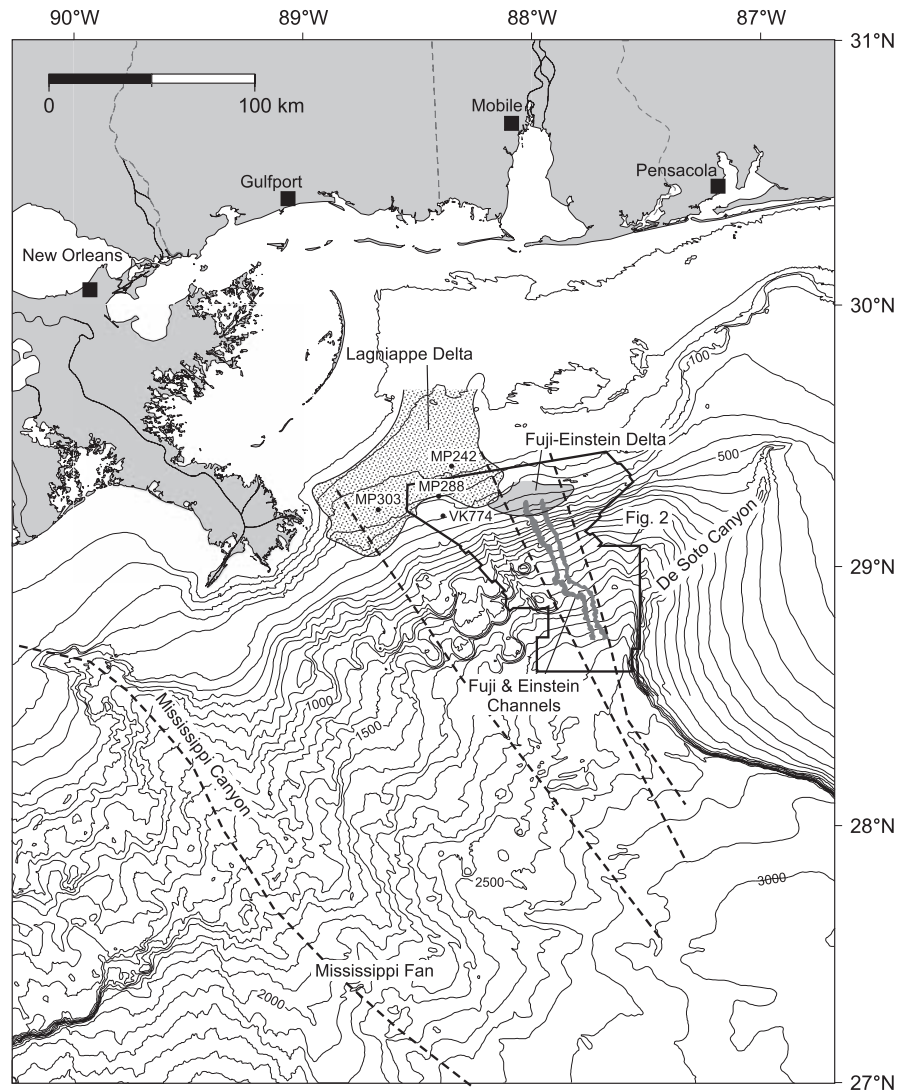 90°W 89°W 88°W 87°W
31°N
0 100 km
Mobile
Pensacola
Gulfport
New Orleans
30°N
Lagniappe Delta
100
Fuji-Einstein Delta
500
MP242
MP288
MP303
VK774
Fig. 2
De Soto Canyon
29°N
Fuji & Einstein
Channels
1000
1500
Mississippi Canyon
28°N
2500
3000
Mississippi Fan
2000
27°N